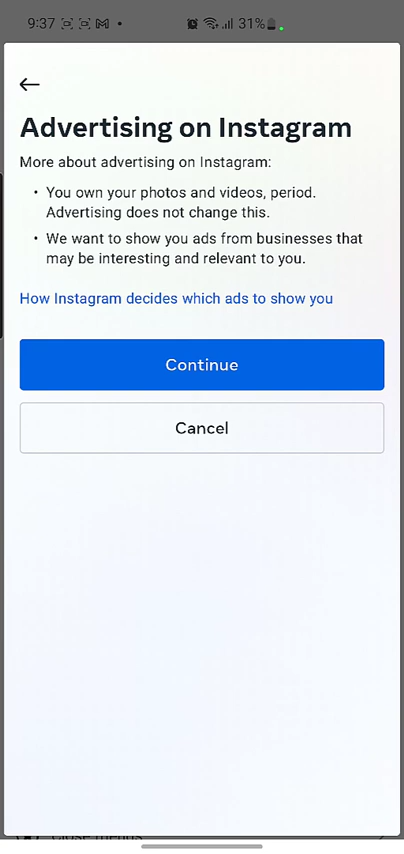 9:37 31%
Advertising on Instagram
More about advertising on Instagram:
• You own your photos and videos, period.
Advertising does not change this.
• We want to show you ads from businesses that
may be interesting and relevant to you.
How Instagram decides which ads to show you
Continue
Cancel